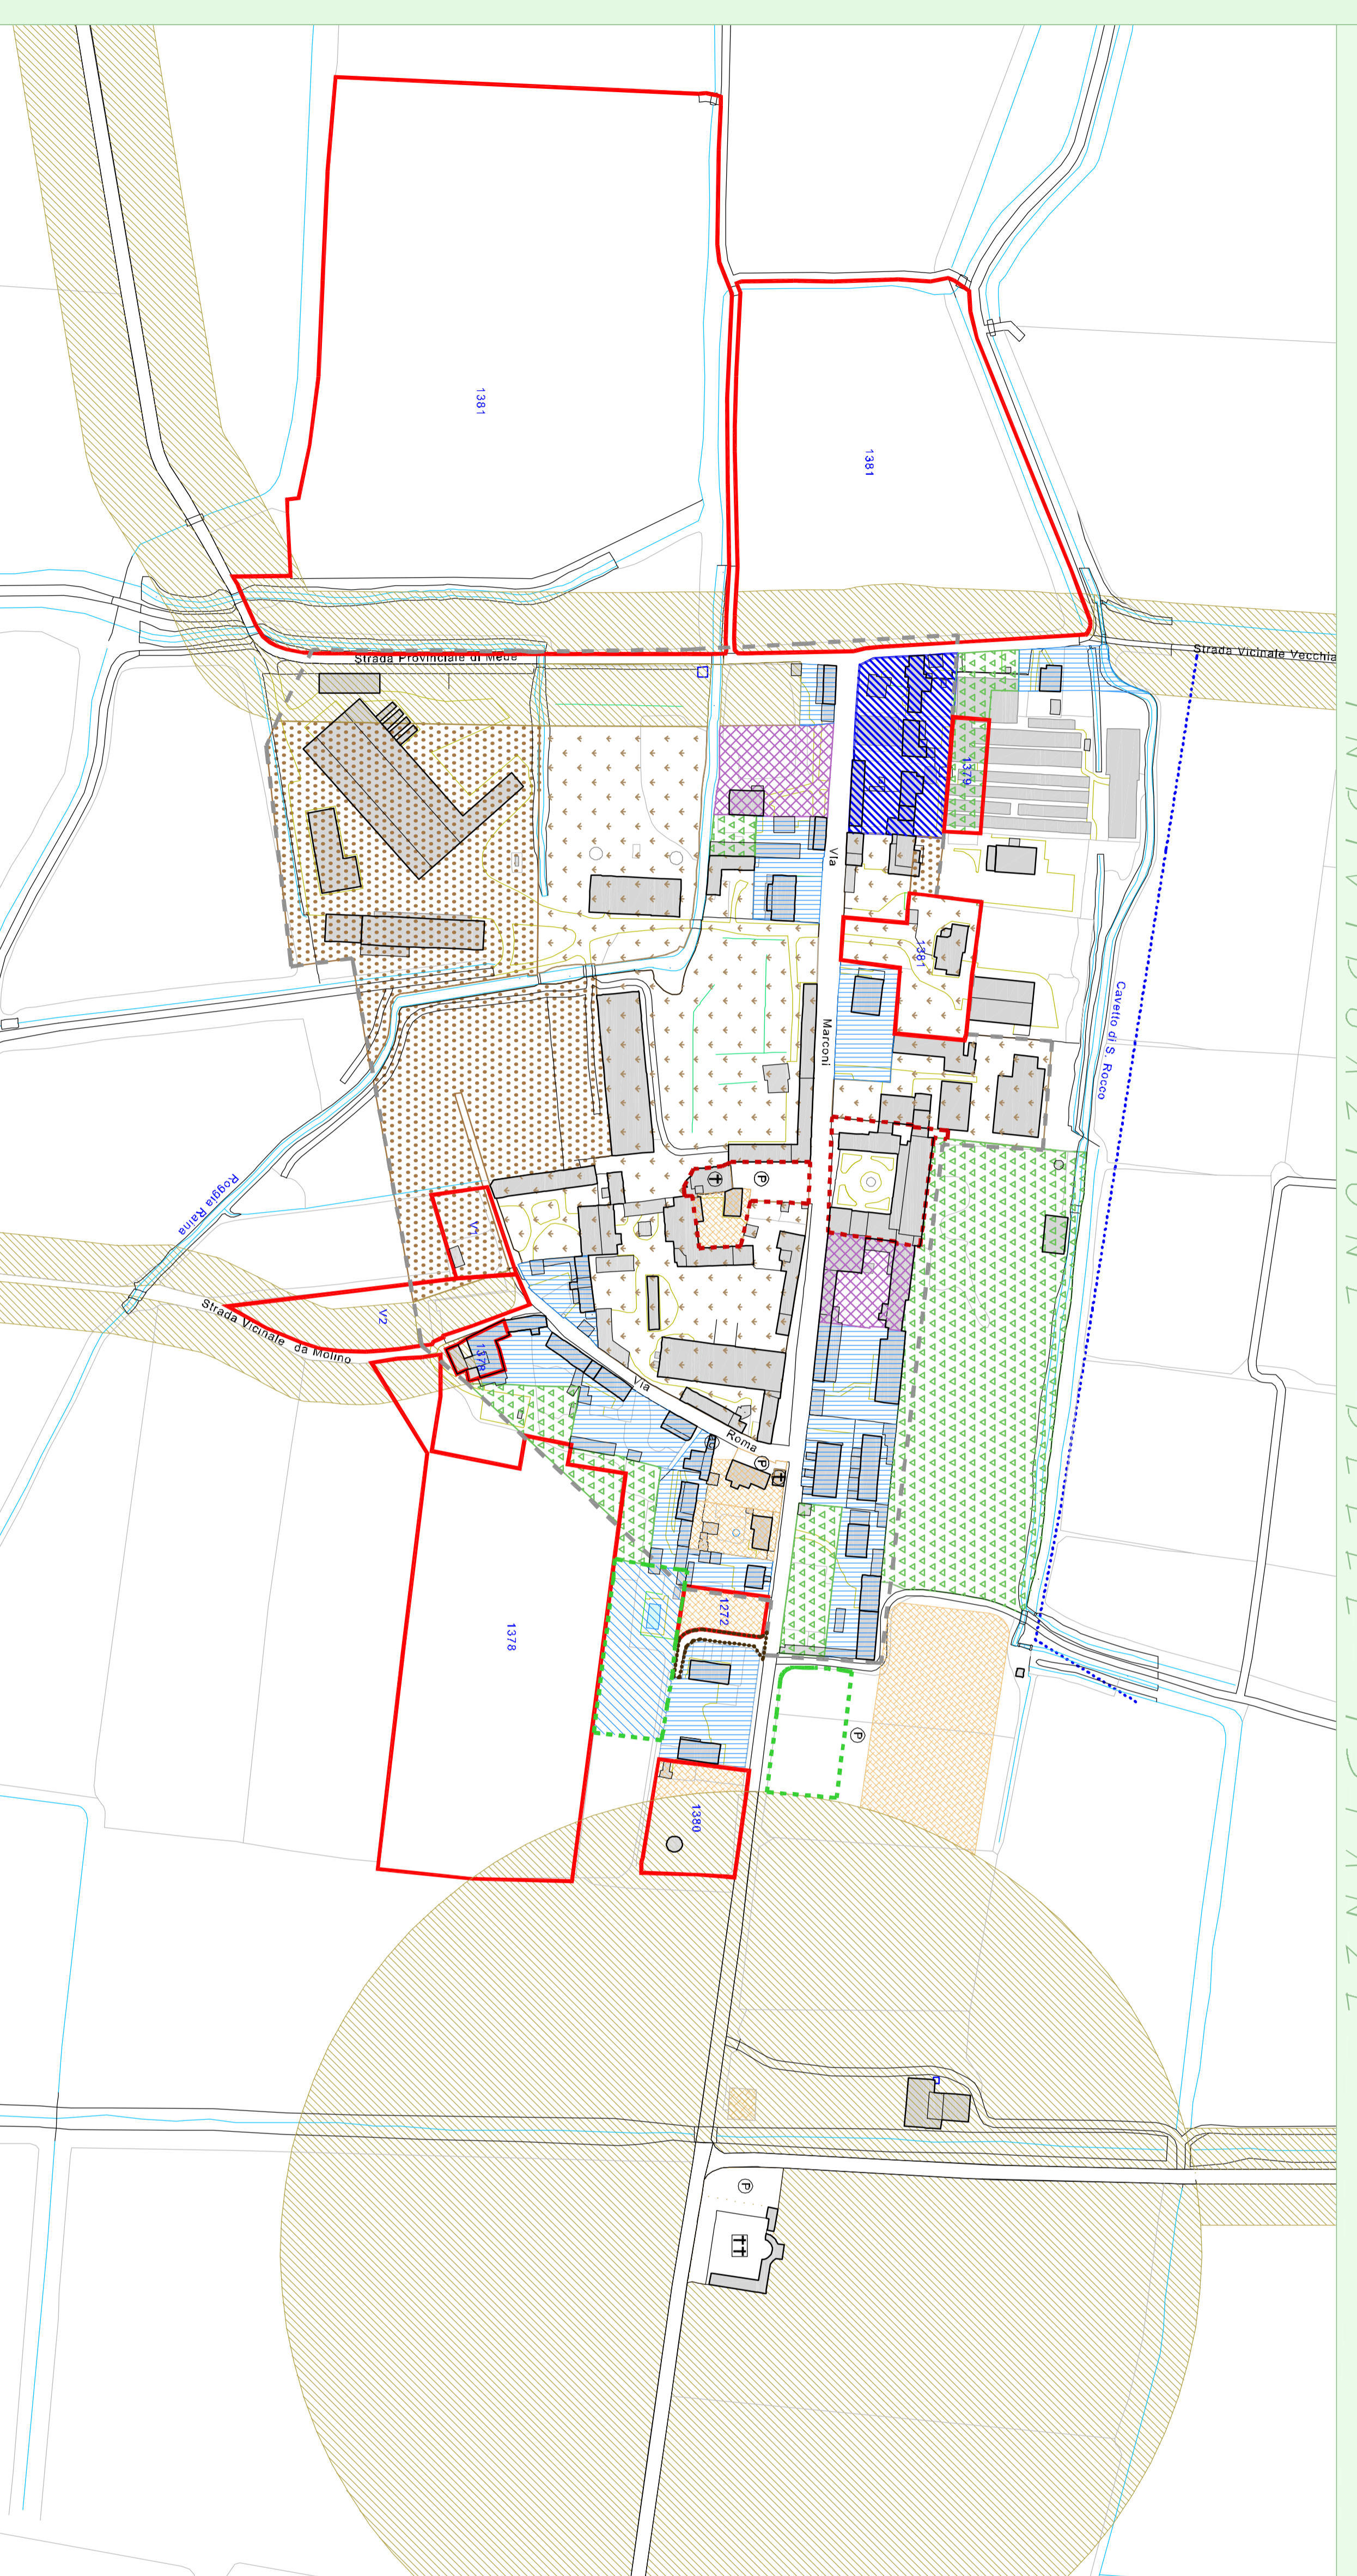 1381
1381
Strada Provinciale di Mede
Strada Vicinale Vecchia
1379
Via
1381
Marconi
Cavetto di S. Rocco
P
Roggia Raina
V1
V2
Strada Vicinale da Molino
1378
Via
Roma
P
1272
1378
P
1380
P